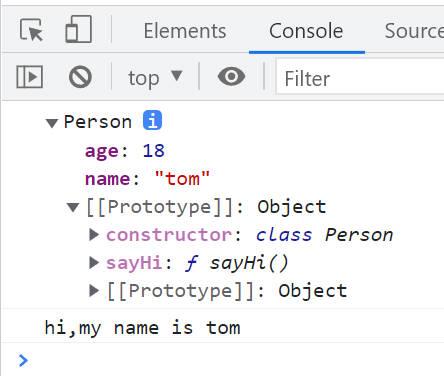 Elements Console Source
top ▼ Filter
▼ Person i
age: 18
name: "tom"
▼ [[Prototype]]: Object
▶ constructor: class Person
▶ sayHi: ƒ sayHi()
▶ [[Prototype]]: Object
hi,my name is tom
>